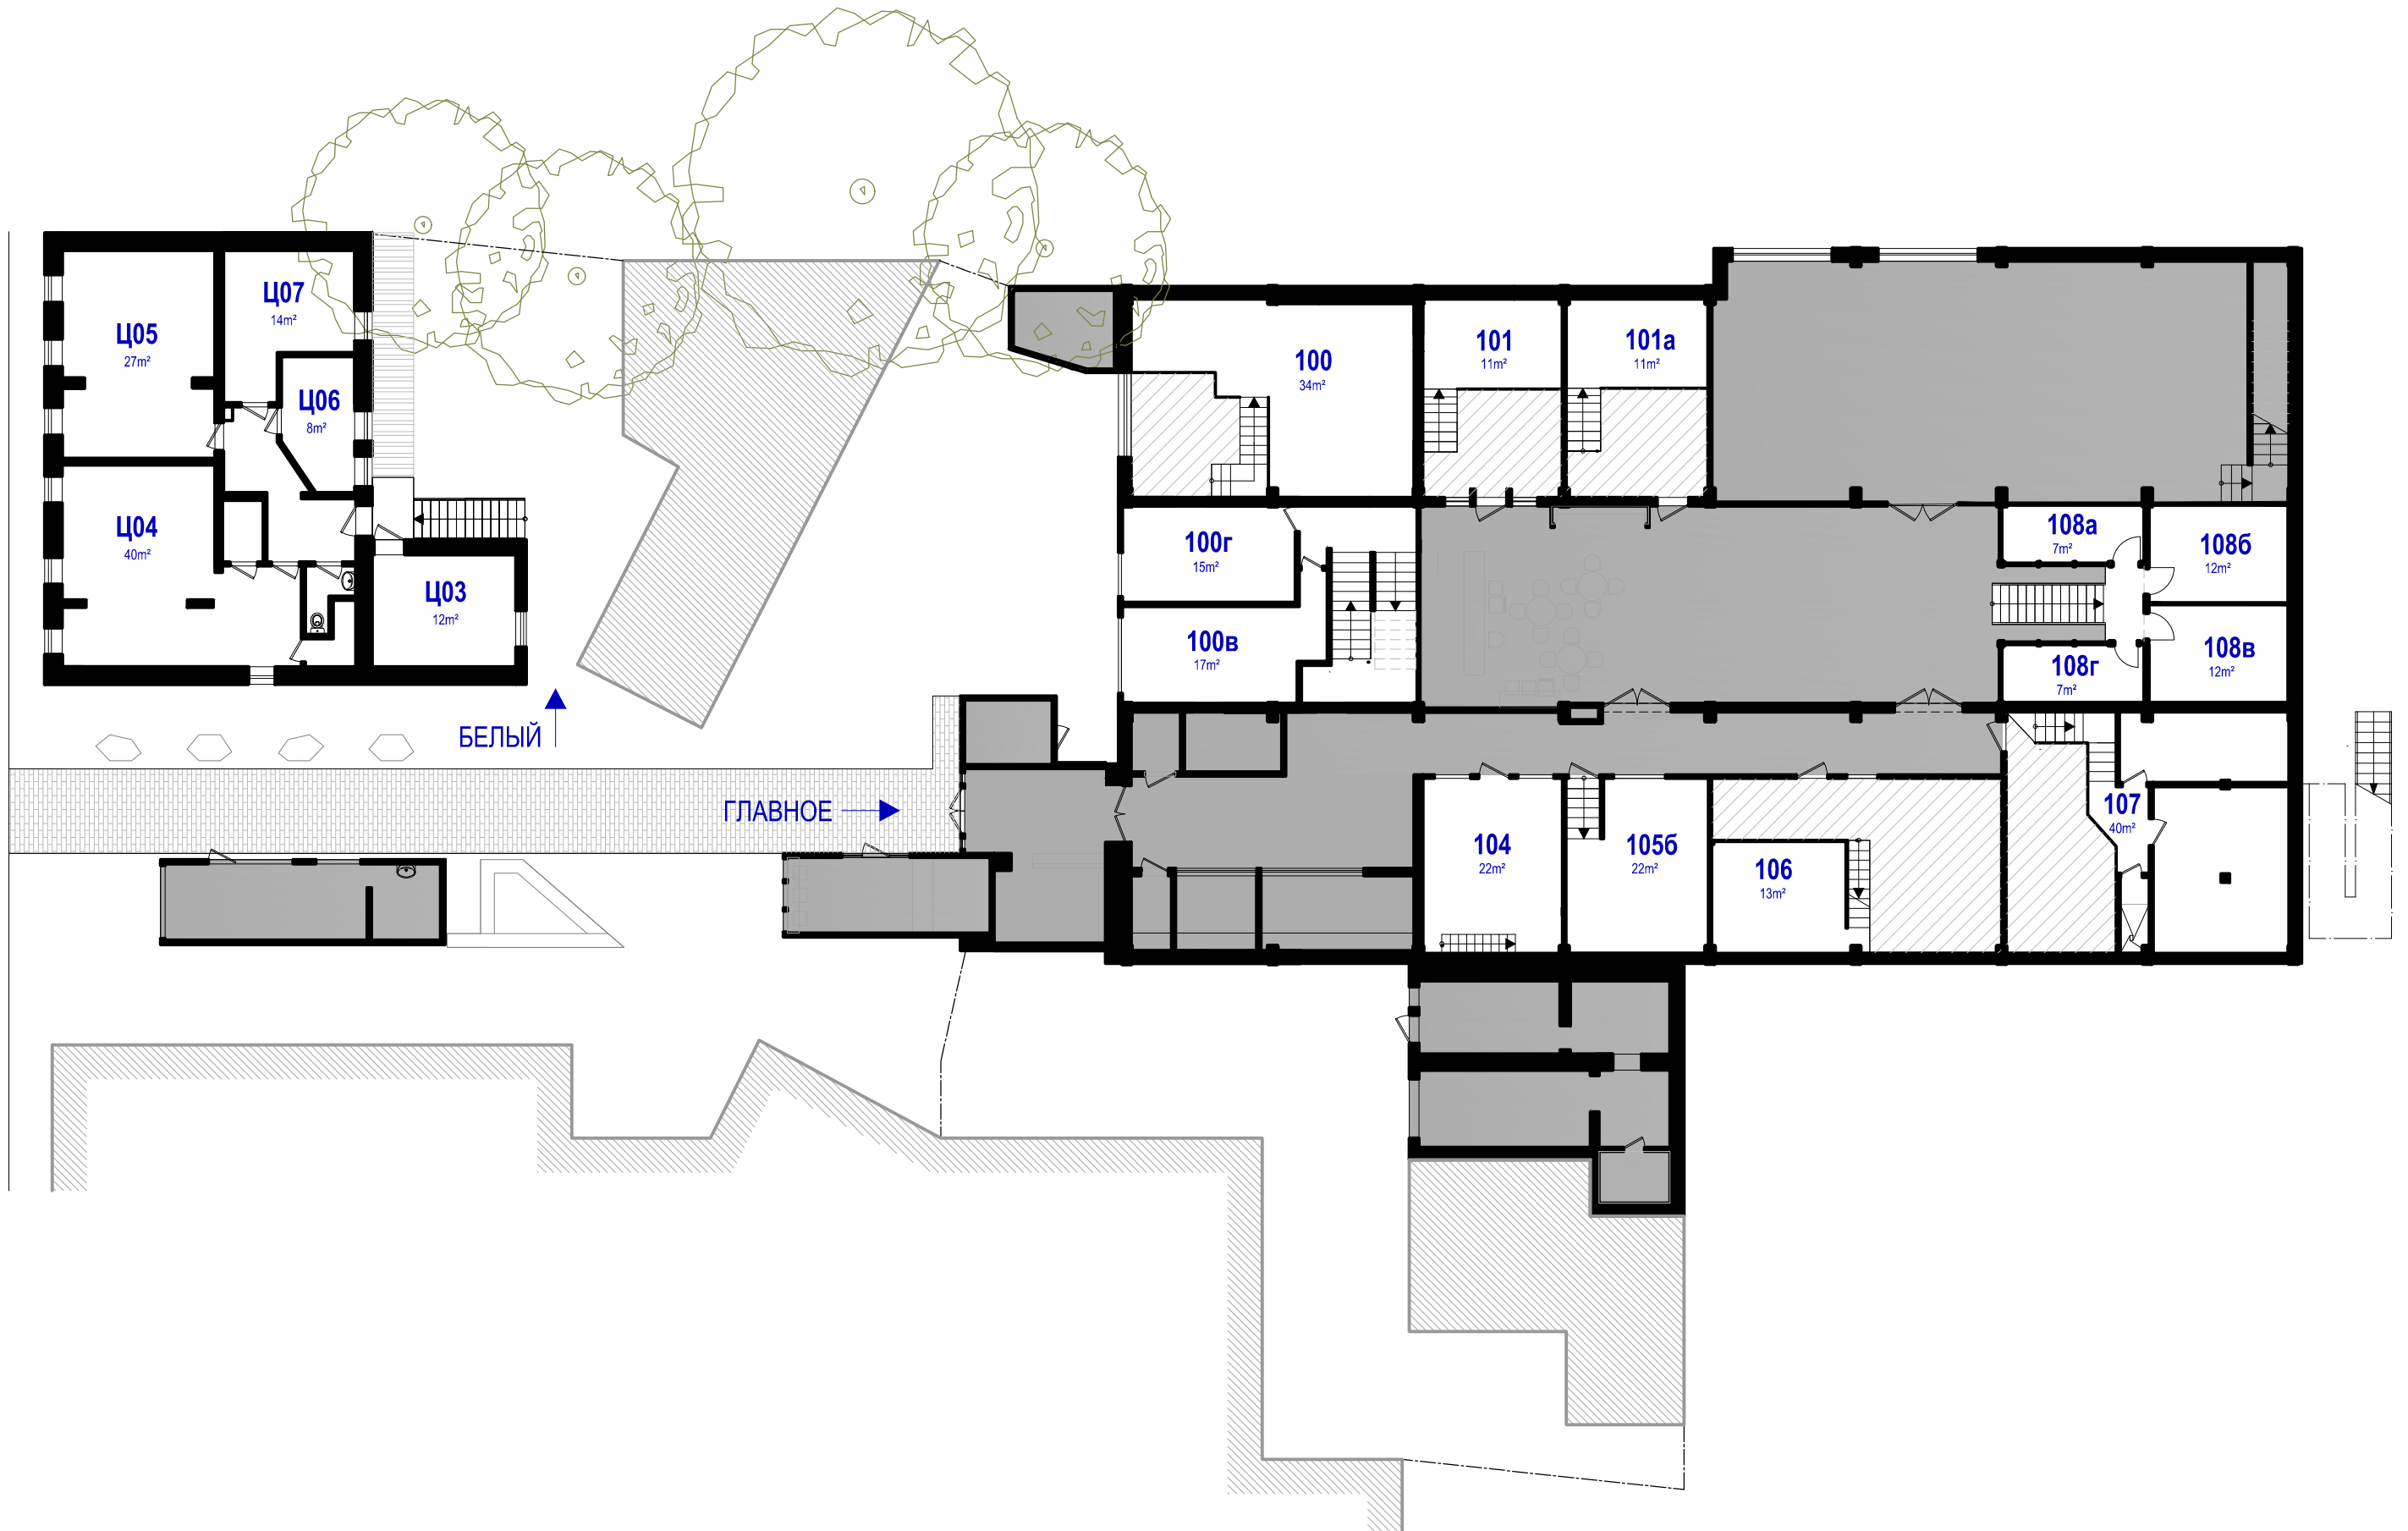 Ц07
14m²
Ц05
27m²
Ц06
8m²
Ц04
40m²
Ц03
12m²
БЕЛЫЙ
ГЛАВНОЕ
100
34m²
101
11m²
101а
11m²
100г
15m²
100в
17m²
108а
7m²
108б
12m²
108г
7m²
108в
12m²
104
22m²
105б
22m²
106
13m²
107
40m²